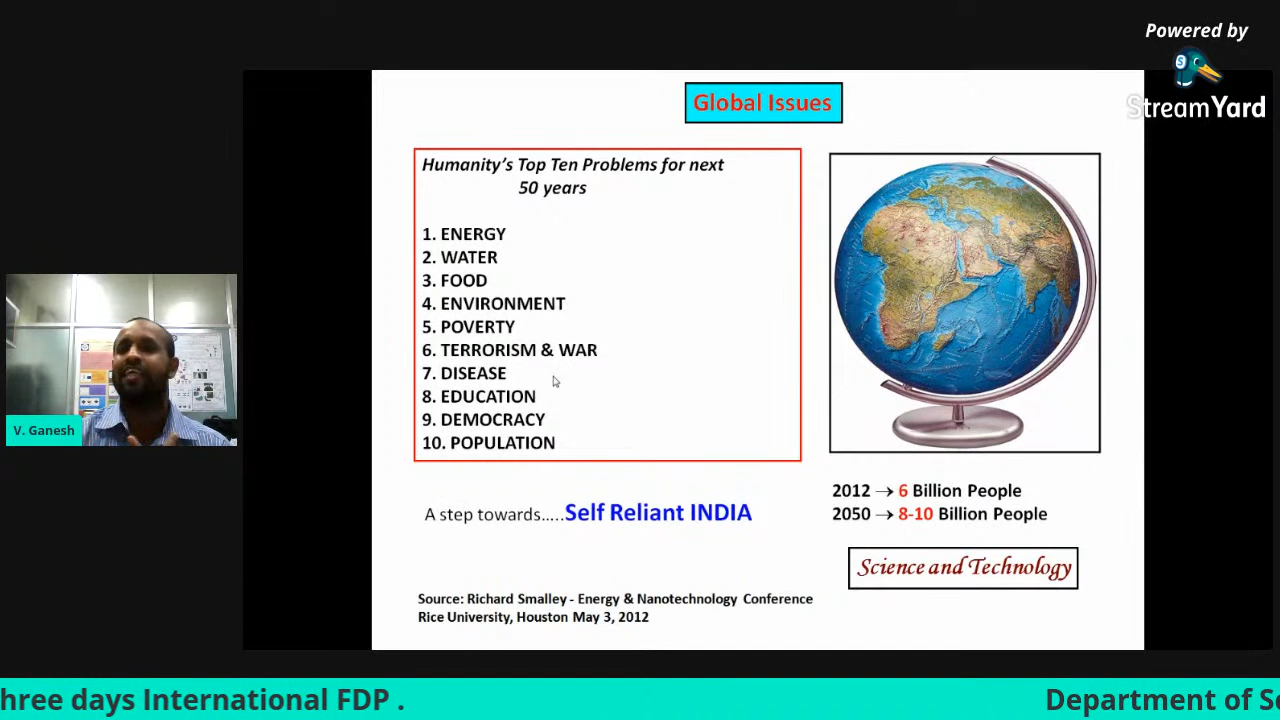 Powered by
StreamYard
Global Issues
Humanity's Top Ten Problems for next
50 years
1. ENERGY
2. WATER
3. FOOD
4. ENVIRONMENT
5. POVERTY
6. TERRORISM & WAR
7. DISEASE
8. EDUCATION
9. DEMOCRACY
10. POPULATION
A step towards.....Self Reliant INDIA
2012 → 6 Billion People
2050 → 8-10 Billion People
Science and Technology
Source: Richard Smalley - Energy & Nanotechnology Conference
Rice University, Houston May 3, 2012
V. Ganesh
hree days International FDP .
Department of S